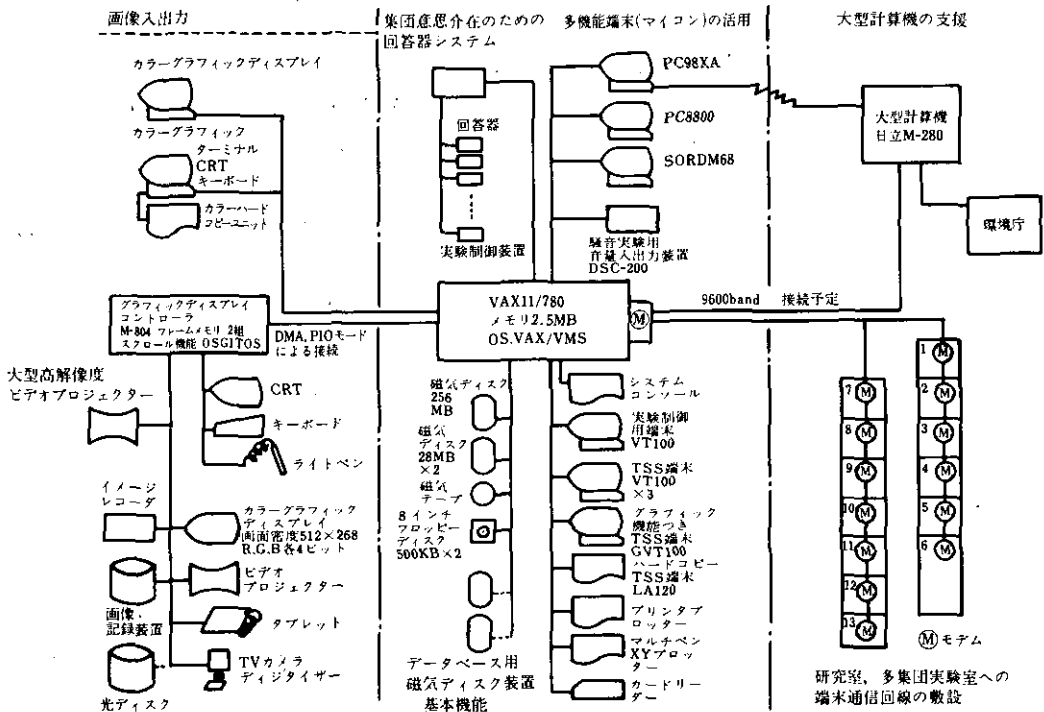 画像入出力
カラーグラフィックディスプレイ
カラーグラフィック
ターミナル
CRT
キーボード
カラーハード
コピーユニット
グラフィックディスプレイ
コントローラ
M-804 フレームメモリ 2組
スクロール機能 OSGITOS
DMA, PIOモード
による接続
大型高解像度
ビデオプロジェクター
CRT
キーボード
ライトペン
イメージ
レコーダ
カラーグラフィック
ディスプレイ
画面密度512×268
R.G.B各4ビット
ビデオ
プロジェクター
画像
記録装置
タブレット
TVカメラ
ディジタイザー
光ディスク
集団意思介在のための
回答器システム
回答器
実験制御装置
多機能端末(マイコン)の活用
PC98XA
PC8800
SORDM68
騒音実験用
音量入出力装置
DSC-200
VAX11/780
メモリ2.5MB
OS.VAX/VMS
M
磁気ディスク
256
MB
磁気
ディスク
28MB
×2
磁気
テープ
8インチ
フロッピー
ディスク
500KB×2
データベース用
磁気ディスク装置
基本機能
システム
コンソール
実験制御
用端末
VT100
TSS端末
VT100
×3
グラフィック
機能つき
TSS端末
GVT100
ハードコピー
TSS端末
LA120
プリンタプ
ロッター
マルチペン
XYプロッ
ター
カードリー
ダー
大型計算機の支援
大型計算機
日立M-280
環境庁
9600band 接続予定
1 M
2 M
3 M
4 M
5 M
6 M
7 M
8 M
9 M
10 M
11 M
12 M
13 M
Mモデム
研究室, 多集団実験室への
端末通信回線の敷設